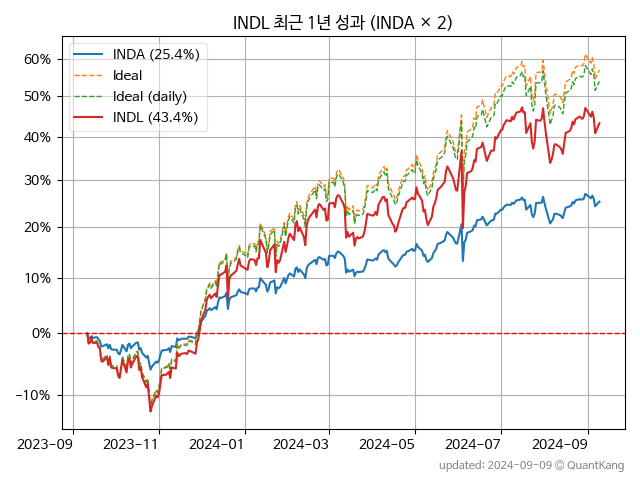 INDL 최근 1년 성과 (INDA × 2)
INDA (25.4%)
Ideal
Ideal (daily)
INDL (43.4%)
60%
50%
40%
30%
20%
10%
0%
−10%
2023−09
2023−11
2024−01
2024−03
2024−05
2024−07
2024−09
updated: 2024−09−09 © QuantKang